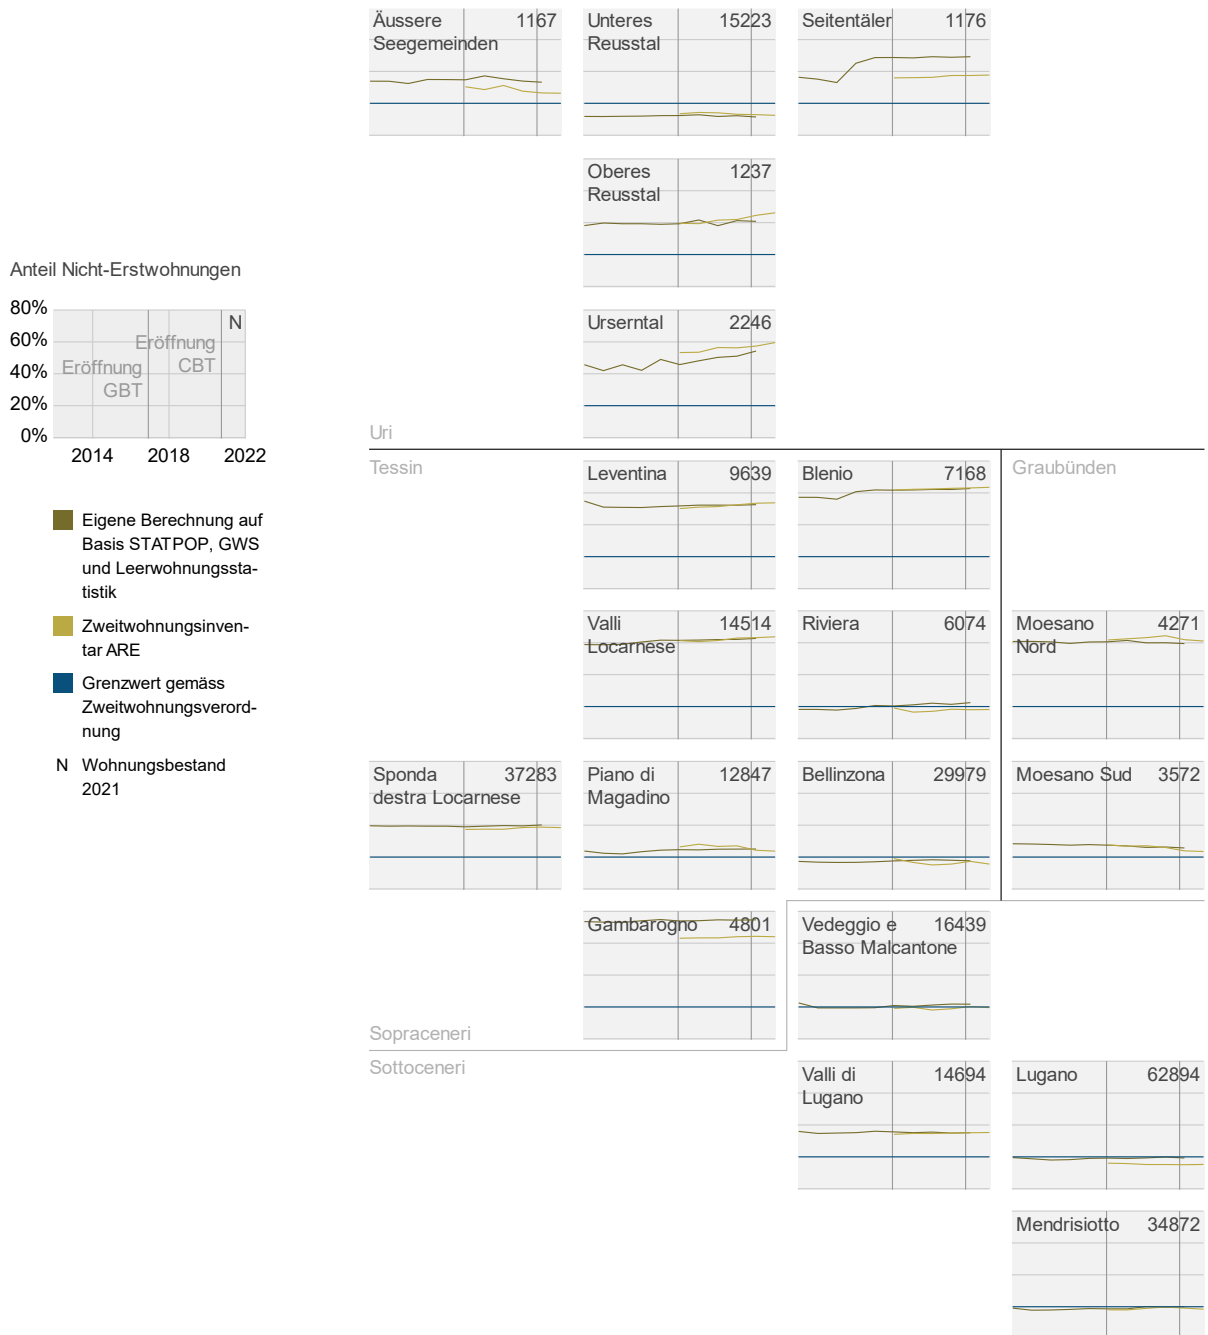 Äussere 1167
Seegemeinden
Unteres 15223
Reusstal
Seitentäler 1176
Oberes 1237
Reusstal
Anteil Nicht-Erstwohnungen
80%
60%
40%
20%
0%
N
Eröffnung
CBT
Eröffnung
GBT
2014 2018 2022
Urserntal 2246
Uri
Tessin
Graubünden
Leventina 9639
Blenio 7168
Eigene Berechnung auf
Basis STATPOP, GWS
und Leerwohnungssta-
tistik
Zweitwohnungsinven-
tar ARE
Grenzwert gemäss
Zweitwohnungsverord-
nung
N Wohnungsbestand
2021
Valli 14514
Locarnese
Riviera 6074
Moesano 4271
Nord
Sponda 37283
destra Locarnese
Piano di 12847
Magadino
Bellinzona 29979
Moesano Sud 3572
Gambarogno 4801
Vedeggio e 16439
Basso Malcantone
Sopraceneri
Sottoceneri
Valli di 14694
Lugano
Lugano 62894
Mendrisiotto 34872